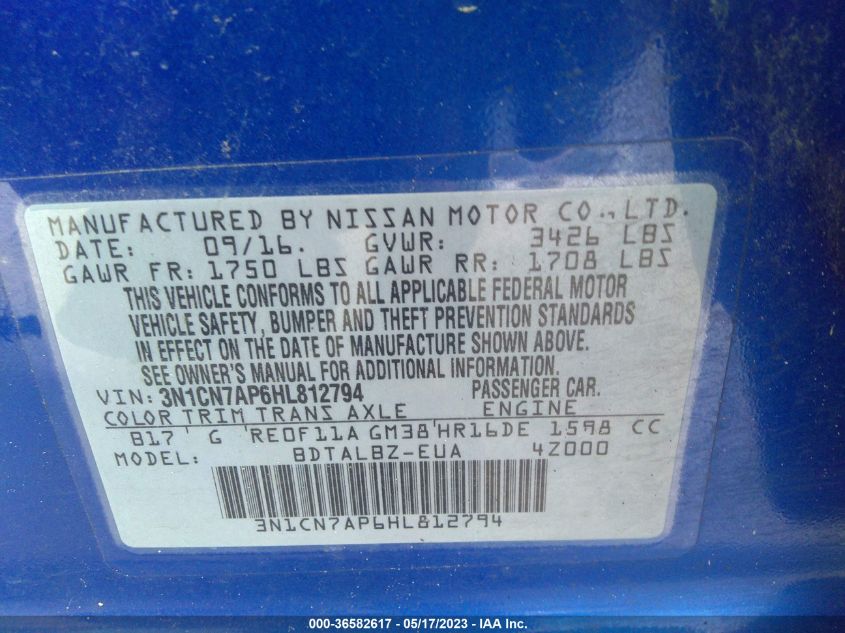 MANUFACTURED BY NISSAN MOTOR CO., LTD.
DATE: 09/16. GVWR: 3426 LBS
GAWR FR: 1750 LBS GAWR RR: 1708 LBS
THIS VEHICLE CONFORMS TO ALL APPLICABLE FEDERAL MOTOR
VEHICLE SAFETY, BUMPER AND THEFT PREVENTION STANDARDS
IN EFFECT ON THE DATE OF MANUFACTURE SHOWN ABOVE.
SEE OWNER'S MANUAL FOR ADDITIONAL INFORMATION.
VIN: 3N1CN7AP6HL812794 PASSENGER CAR.
COLOR TRIM TRANS AXLE ENGINE
B17 G RE0F11A GM38 HR16DE 1598 CC
MODEL: BDTALBZ-EUA 4Z000
3N1CN7AP6HL812794
000-36582617 - 05/17/2023 - IAA Inc.